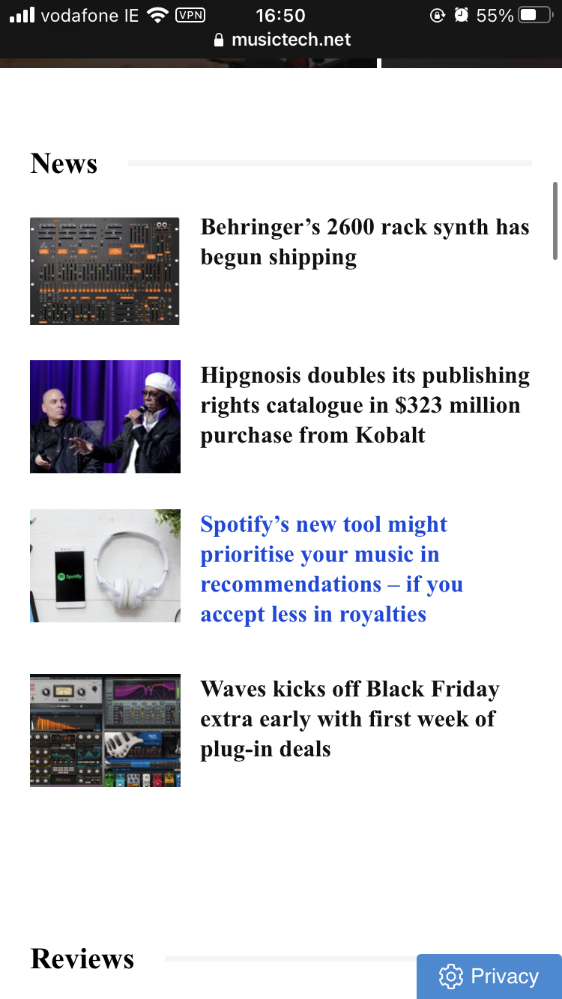 vodafone IE VPN 16:50 55%
musictech.net
News
Behringer’s 2600 rack synth has
begun shipping
Hipgnosis doubles its publishing
rights catalogue in $323 million
purchase from Kobalt
Spotify’s new tool might
prioritise your music in
recommendations – if you
accept less in royalties
Spotify
Waves kicks off Black Friday
extra early with first week of
plug-in deals
Reviews
Privacy